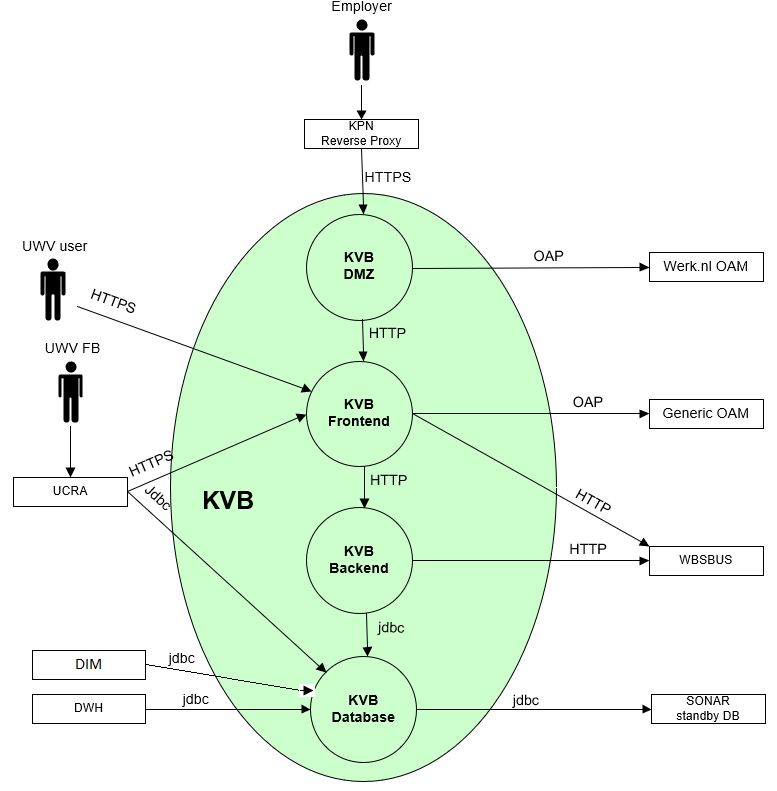 Employer
KPN
Reverse Proxy
HTTPS
UWV user
KVB
DMZ
OAP
Werk.nl OAM
HTTPS
HTTP
UWV FB
KVB
Frontend
OAP
Generic OAM
HTTPS
UCRA
Jdbc
KVB
HTTP
HTTP
KVB
Backend
HTTP
WBSBUS
jdbc
DIM
jdbc
DWH
jdbc
KVB
Database
jdbc
SONAR
standby DB